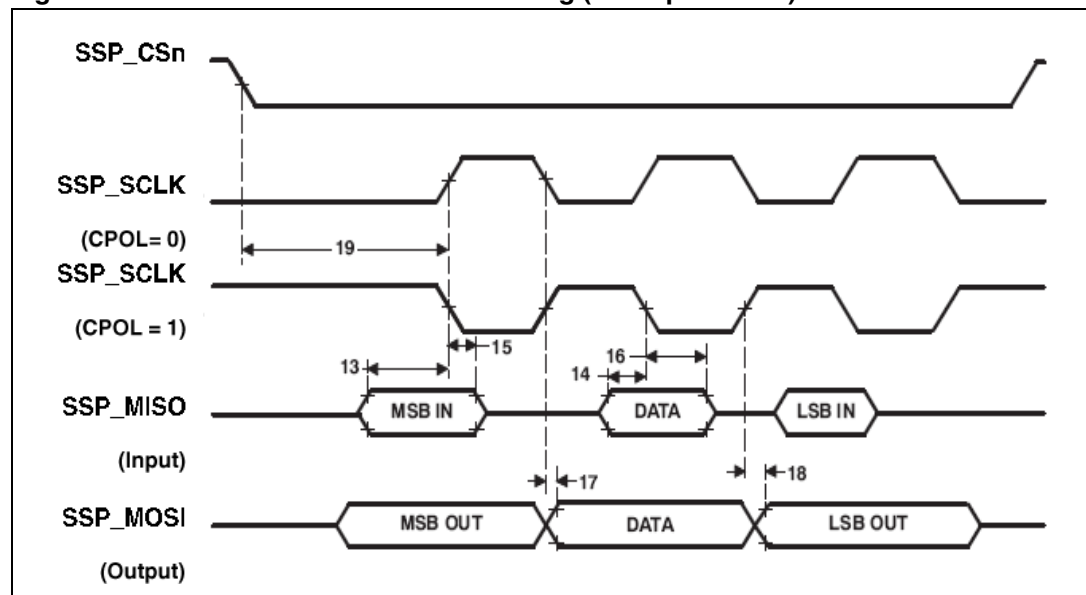 SSP_CSn
SSP_SCLK
(CPOL= 0)
19
SSP_SCLK
(CPOL = 1)
15
13
16
14
SSP_MISO
MSB IN
DATA
LSB IN
(Input)
17
18
SSP_MOSI
MSB OUT
DATA
LSB OUT
(Output)